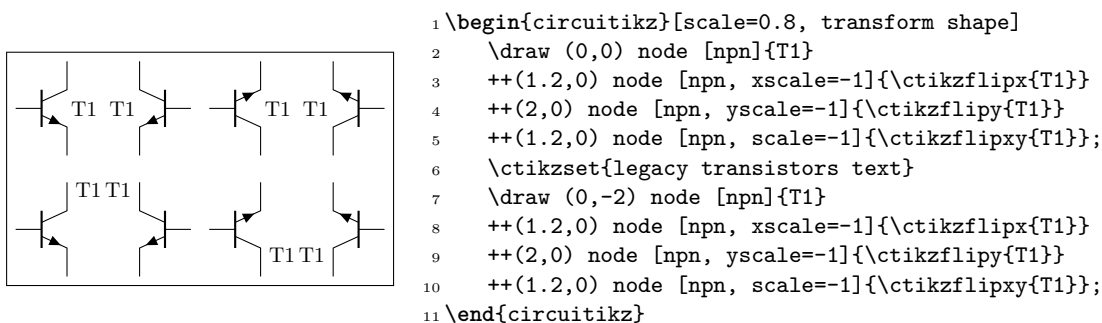 T1 T1 T1 T1
T1 T1
T1 T1
1 \begin{circuitikz}[scale=0.8, transform shape]
2 \draw (0,0) node [npn]{T1}
3 ++(1.2,0) node [npn, xscale=-1]{\ctikzflipx{T1}}
4 ++(2,0) node [npn, yscale=-1]{\ctikzflipy{T1}}
5 ++(1.2,0) node [npn, scale=-1]{\ctikzflipxy{T1}};
6 \ctikzset{legacy transistors text}
7 \draw (0,-2) node [npn]{T1}
8 ++(1.2,0) node [npn, xscale=-1]{\ctikzflipx{T1}}
9 ++(2,0) node [npn, yscale=-1]{\ctikzflipy{T1}}
10 ++(1.2,0) node [npn, scale=-1]{\ctikzflipxy{T1}};
11 \end{circuitikz}